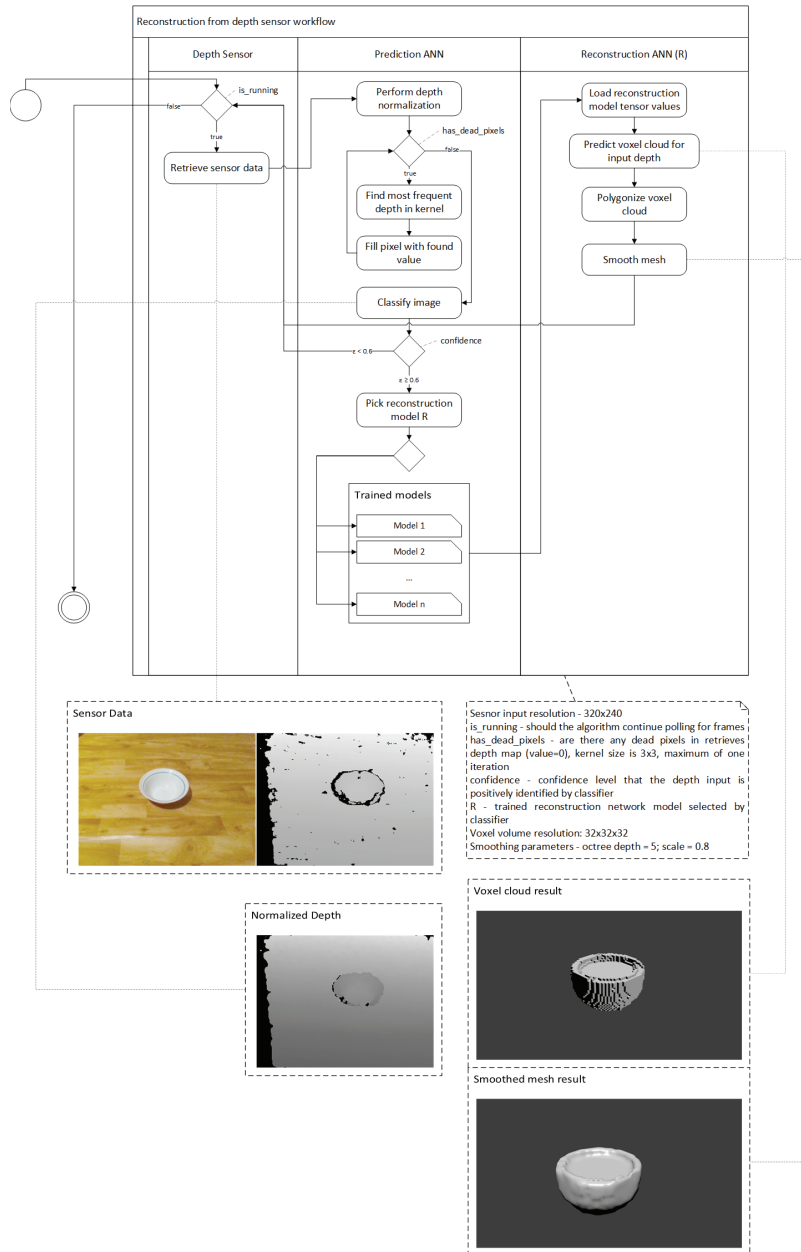 Reconstruction from depth sensor workflow
Depth Sensor
Prediction ANN
Reconstruction ANN (R)
is_running
false
true
Retrieve sensor data
Perform depth
normalization
has_dead_pixels
false
true
Find most frequent
depth in kernel
Fill pixel with found
value
Classify image
confidence
ε < 0.6
ε ≥ 0.6
Pick reconstruction
model R
Trained models
Model 1
Model 2
...
Model n
Load reconstruction
model tensor values
Predict voxel cloud for
input depth
Polygonize voxel
cloud
Smooth mesh
Sensor Data
Sesnor input resolution - 320x240
is_running - should the algorithm continue polling for frames
has_dead_pixels - are there any dead pixels in retrieves
depth map (value=0), kernel size is 3x3, maximum of one
iteration
confidence - confidence level that the depth input is
positively identified by classifier
R - trained reconstruction network model selected by
classifier
Voxel volume resolution: 32x32x32
Smoothing parameters - octree depth = 5; scale = 0.8
Normalized Depth
Voxel cloud result
Smoothed mesh result